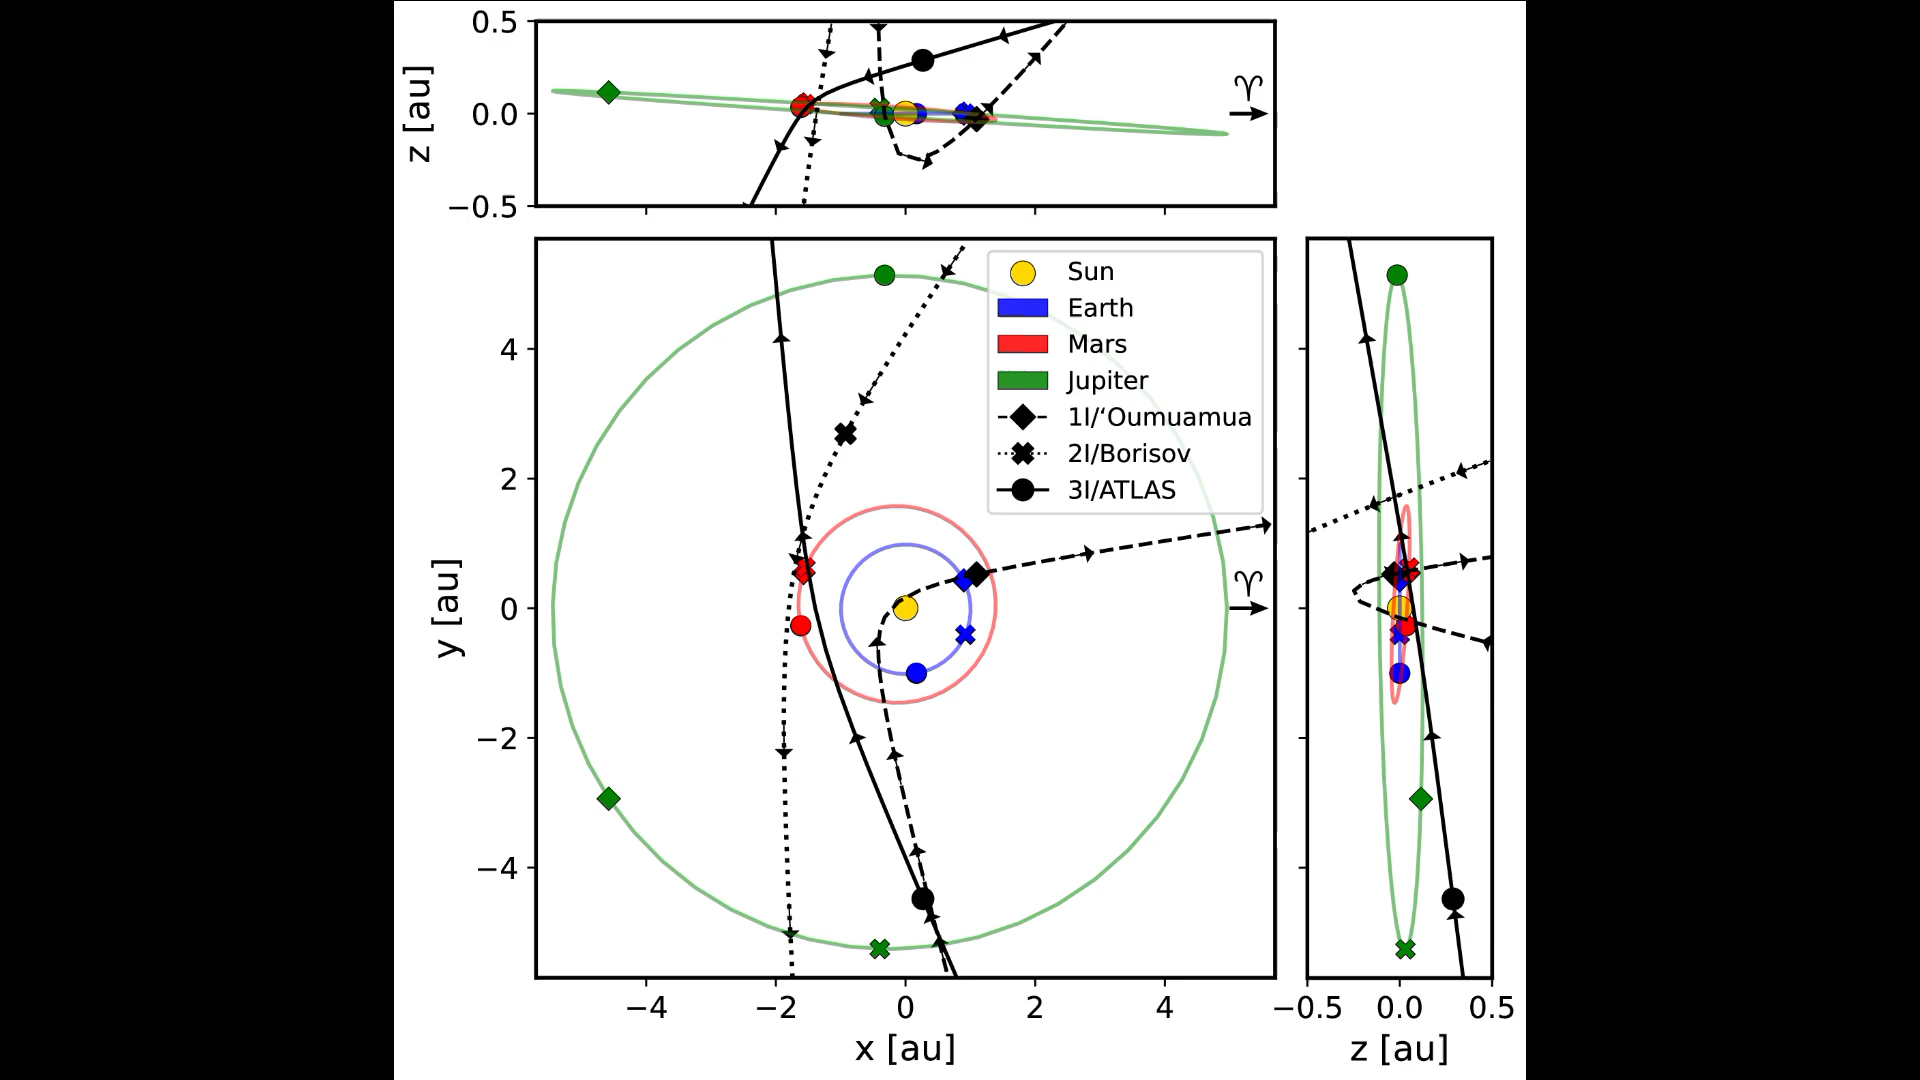 0.5
0.0
−0.5
z [au]
♈
Sun
Earth
Mars
Jupiter
1I/‘Oumuamua
2I/Borisov
3I/ATLAS
4
2
0
−2
−4
y [au]
♈
−4
−2
0
2
4
x [au]
−0.5
0.0
0.5
z [au]